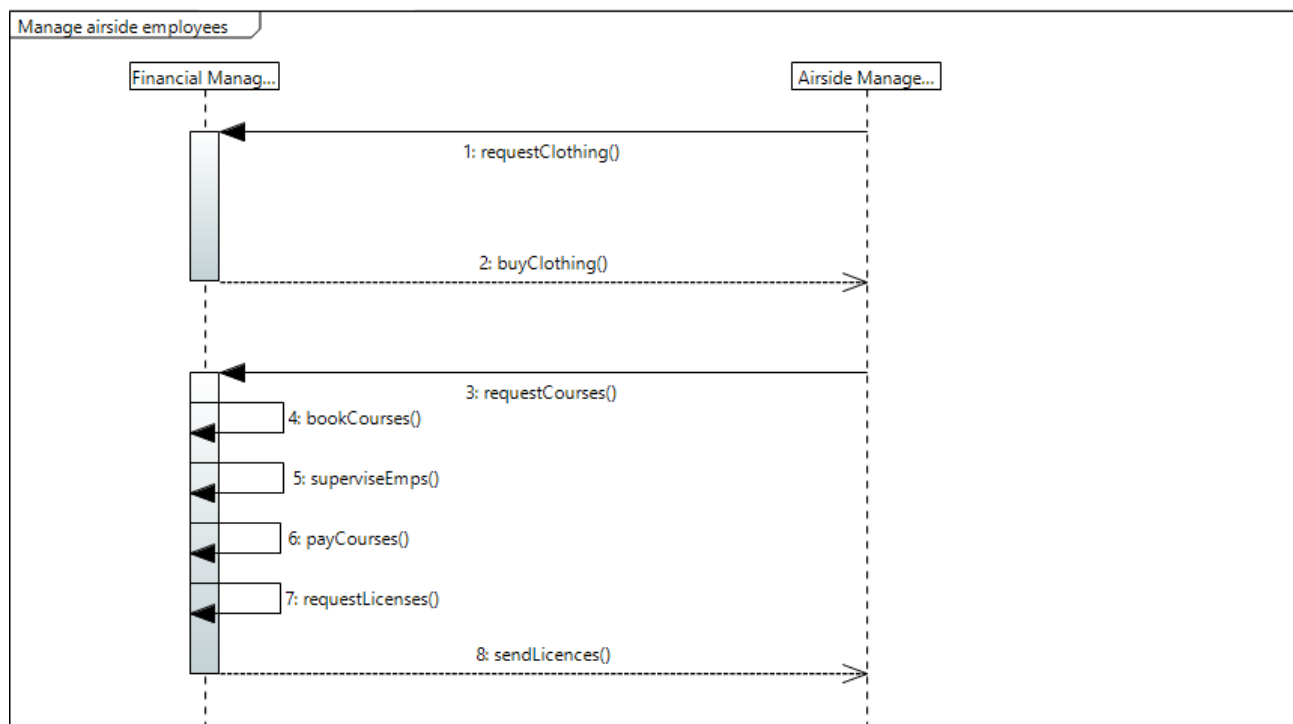 Manage airside employees
Financial Manag...
Airside Manage...
1: requestClothing()
2: buyClothing()
3: requestCourses()
4: bookCourses()
5: superviseEmps()
6: payCourses()
7: requestLicenses()
8: sendLicences()